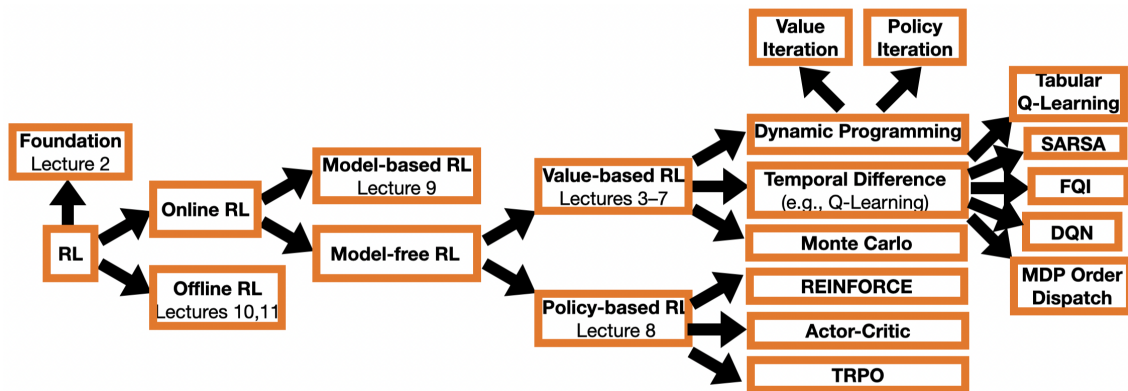 Value
Iteration
Policy
Iteration
Tabular
Q-Learning
Foundation
Lecture 2
Dynamic Programming
Model-based RL
Lecture 9
Value-based RL
Lectures 3–7
SARSA
Online RL
Temporal Difference
(e.g., Q-Learning)
FQI
RL
Model-free RL
Monte Carlo
DQN
Offline RL
Lectures 10,11
REINFORCE
MDP Order
Dispatch
Policy-based RL
Lecture 8
Actor-Critic
TRPO